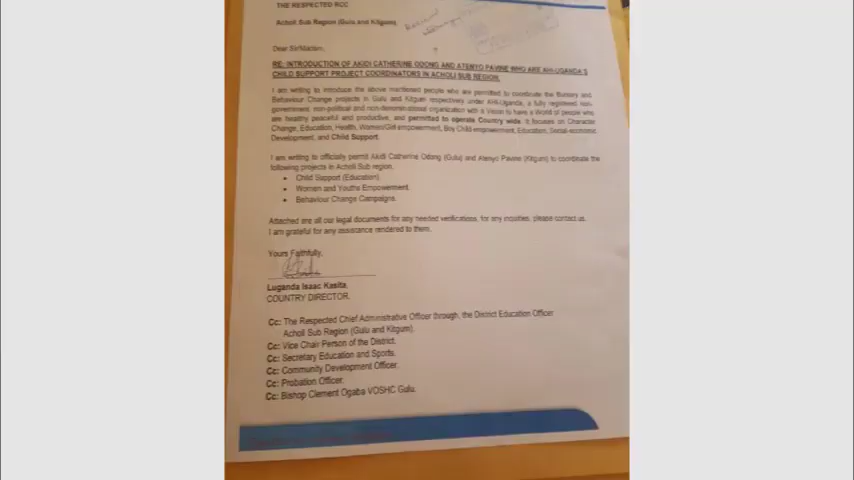 THE RESPECTED RCC
Acholi Sub Region (Gulu and Kitgum)
Received
Dear Sir/Madam,
RE: INTRODUCTION OF AKIDI CATHERINE ODONG AND ATENYO PAVINE WHO ARE AHI-UGANDA'S
CHILD SUPPORT PROJECT COORDINATORS IN ACHOLI SUB REGION.
I am writing to introduce the above mentioned people who are permitted to coordinate the Bursary and
Behaviour Change projects in Gulu and Kitgum respectively under AHI-Uganda, a fully registered non-
government, non-political and non-denominational organization with a Vision to have a World of people who
are healthy peaceful and productive, and permitted to operate Country wide. It focuses on Character
Change, Education, Health, Women/Girl empowerment, Boy Child empowerment, Education, Social-economic
Development, and Child Support.
I am writing to officially permit Akidi Catherine Odong (Gulu) and Atenyo Pavine (Kitgum) to coordinate the
following projects in Acholi Sub region.
• Child Support (Education).
• Women and Youths Empowerment.
• Behaviour Change Campaigns.
Attached are all our legal documents for any needed verifications, for any inquiries, please contact us.
I am grateful for any assistance rendered to them.
Yours Faithfully,
Luganda Isaac Kasita,
COUNTRY DIRECTOR.
Cc: The Respected Chief Administrative Officer through, the District Education Officer
Acholi Sub Region (Gulu and Kitgum).
Cc: Vice Chair Person of the District.
Cc: Secretary Education and Sports.
Cc: Community Development Officer.
Cc: Probation Officer.
Cc: Bishop Clement Ogaba VOSHC Gulu.